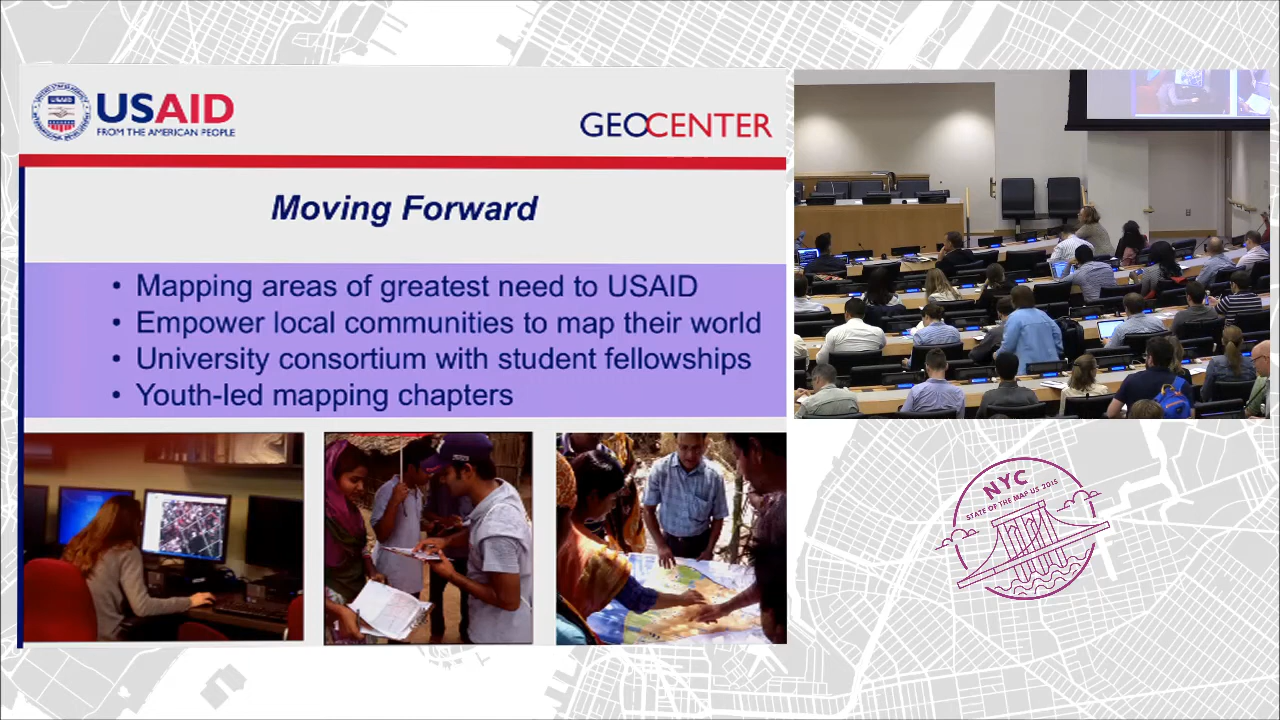 USAID
FROM THE AMERICAN PEOPLE
GEOCENTER
Moving Forward
• Mapping areas of greatest need to USAID
• Empower local communities to map their world
• University consortium with student fellowships
• Youth-led mapping chapters
NYC
STATE OF THE MAP US 2015